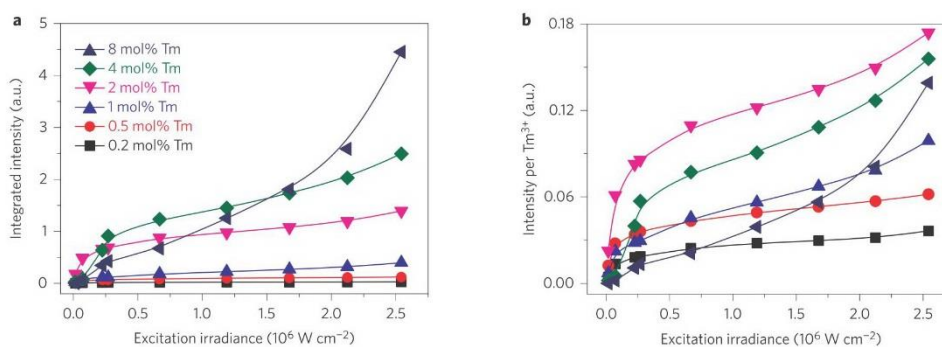 a
5
4
3
2
1
0
Integrated intensity (a.u.)
8 mol% Tm
4 mol% Tm
2 mol% Tm
1 mol% Tm
0.5 mol% Tm
0.2 mol% Tm
0.0 0.5 1.0 1.5 2.0 2.5
Excitation irradiance (10⁶ W cm⁻²)
b
0.18
0.12
0.06
0.00
Intensity per Tm³⁺ (a.u.)
0.0 0.5 1.0 1.5 2.0 2.5
Excitation irradiance (10⁶ W cm⁻²)